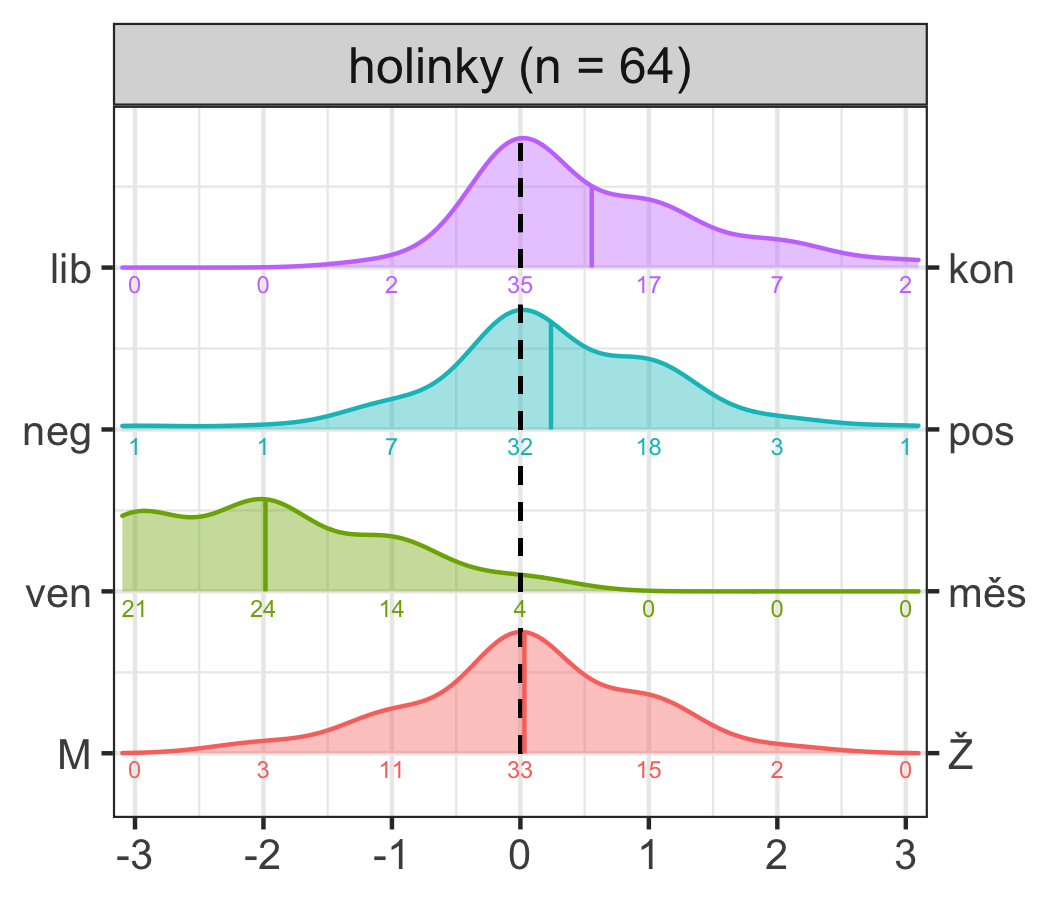 holinky (n = 64)
lib kon
0 0 2 35 17 7 2
neg pos
1 1 7 32 18 3 1
ven měs
21 24 14 4 0 0 0
M Ž
0 3 11 33 15 2 0
-3 -2 -1 0 1 2 3